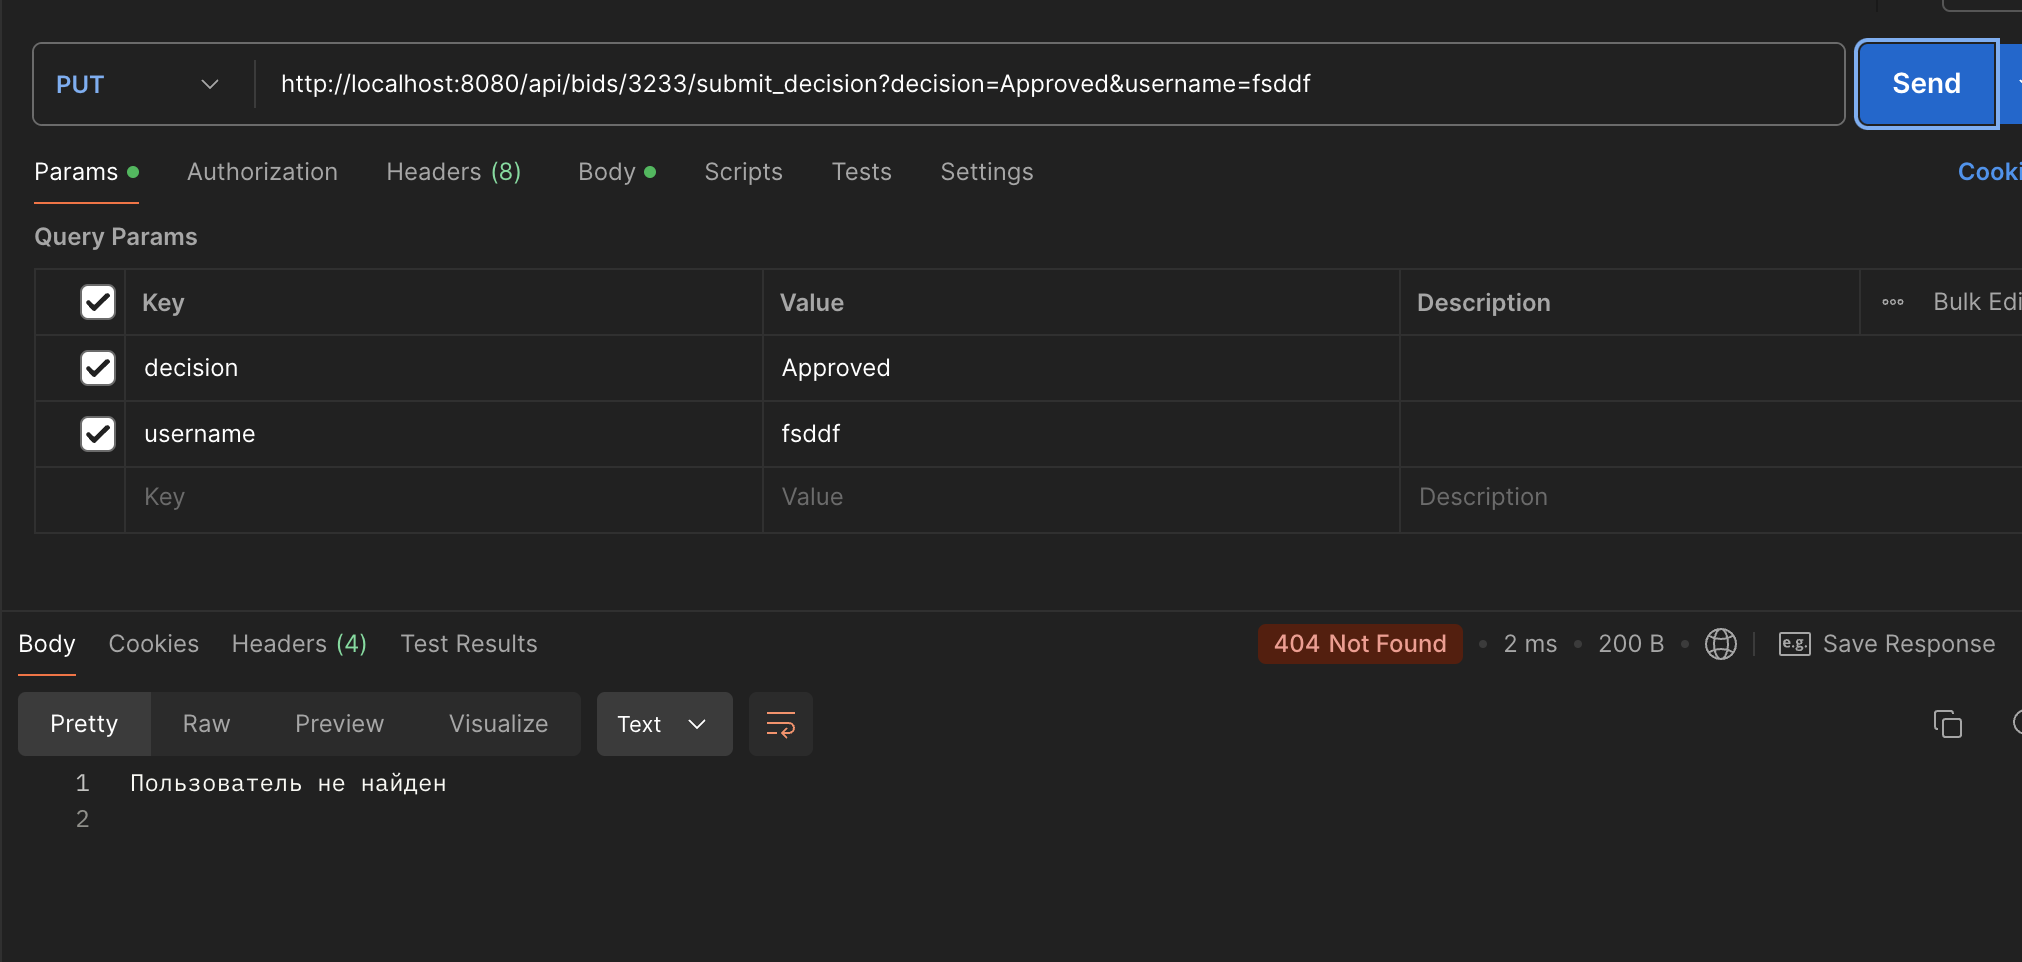 PUT http://localhost:8080/api/bids/3233/submit_decision?decision=Approved&username=fsddf Send
Params Authorization Headers (8) Body Scripts Tests Settings Cooki
Query Params
Key Value Description Bulk Edi
decision Approved
username fsddf
Key Value Description
Body Cookies Headers (4) Test Results 404 Not Found 2 ms 200 B e.g. Save Response
Pretty Raw Preview Visualize Text
1 Пользователь не найден
2